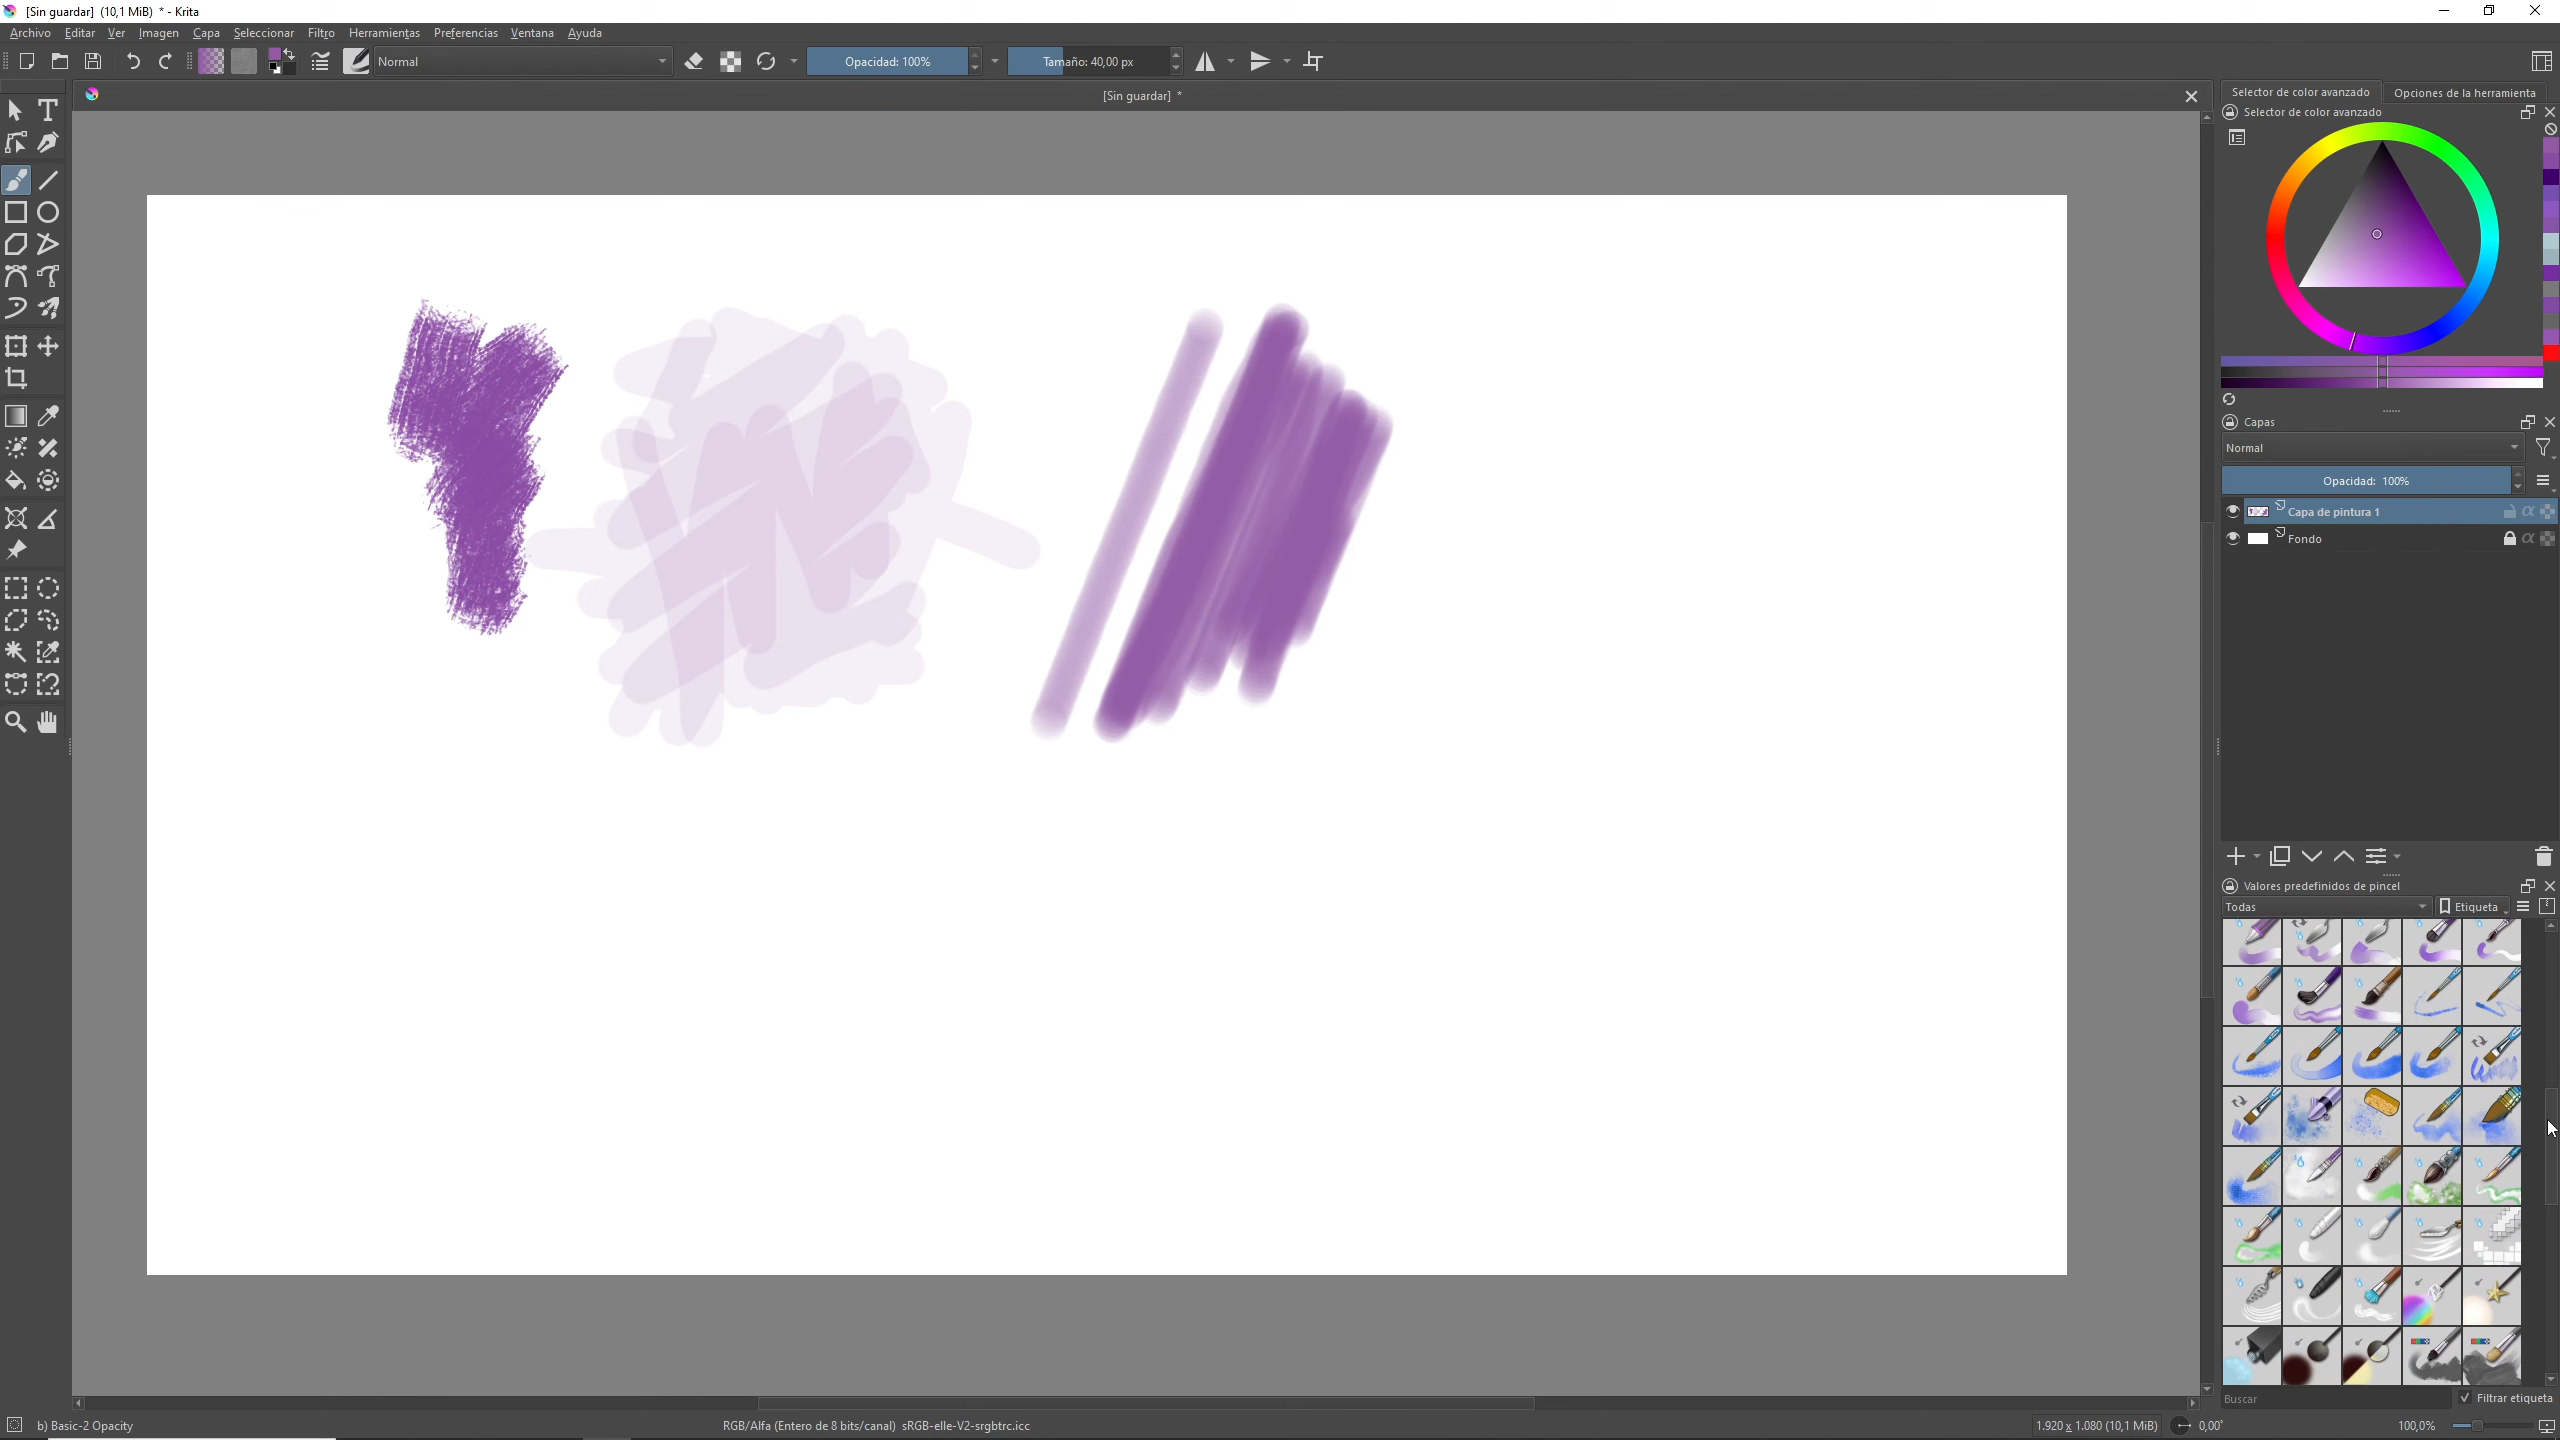 [Sin guardar] (10,1 MiB) * - Krita
Archivo Editar Ver Imagen Capa Seleccionar Filtro Herramientas Preferencias Ventana Ayuda
Normal Opacidad: 100% Tamaño: 40,00 px
[Sin guardar] *
Selector de color avanzado Opciones de la herramienta
Selector de color avanzado
Capas
Normal
Opacidad: 100%
Capa de pintura 1
Fondo
Valores predefinidos de pincel
Todas Etiqueta
Buscar Filtrar etiqueta
b) Basic-2 Opacity RGB/Alfa (Entero de 8 bits/canal) sRGB-elle-V2-srgbtrc.icc 1.920 x 1.080 (10,1 MiB) 0,00° 100,0%